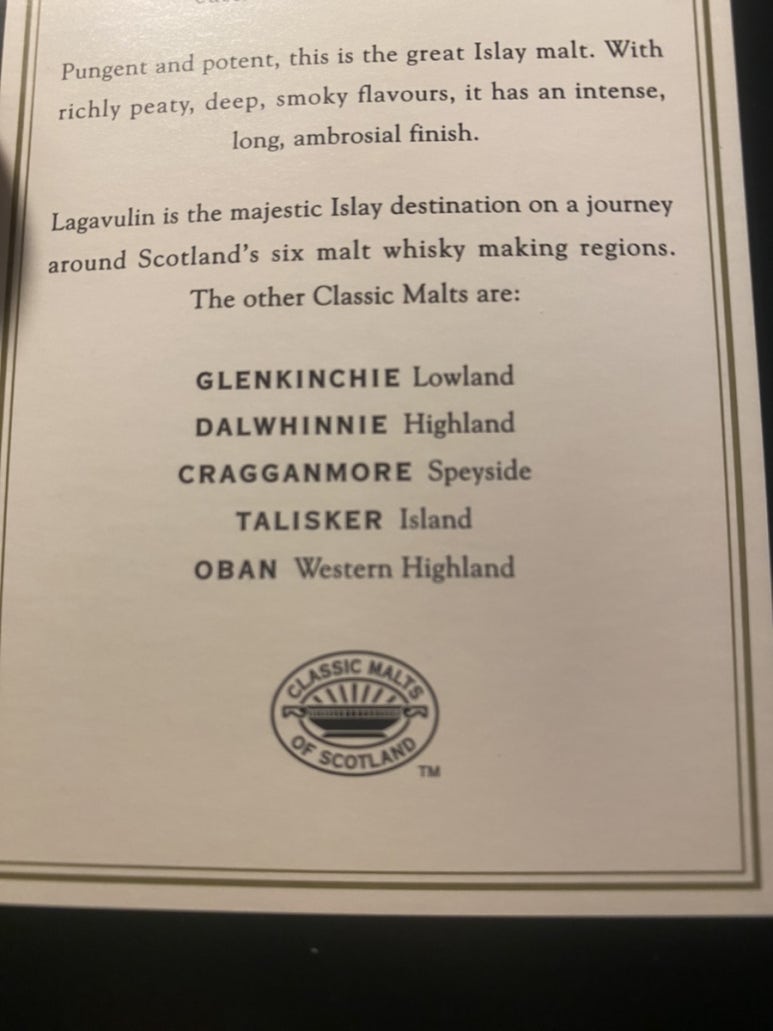 Pungent and potent, this is the great Islay malt. With
richly peaty, deep, smoky flavours, it has an intense,
long, ambrosial finish.
Lagavulin is the majestic Islay destination on a journey
around Scotland's six malt whisky making regions.
The other Classic Malts are:
GLENKINCHIE Lowland
DALWHINNIE Highland
CRAGGANMORE Speyside
TALISKER Island
OBAN Western Highland
CLASSIC MALTS
OF SCOTLAND
TM